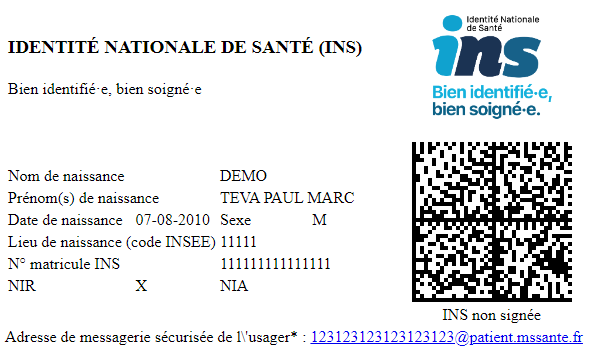 IDENTITÉ NATIONALE DE SANTÉ (INS)
Bien identifié·e, bien soigné·e
Identité Nationale
de Santé
ins
Bien identifié·e,
bien soigné·e.
Nom de naissance DEMO
Prénom(s) de naissance TEVA PAUL MARC
Date de naissance 07-08-2010 Sexe M
Lieu de naissance (code INSEE) 11111
N° matricule INS 111111111111111
NIR X NIA
INS non signée
Adresse de messagerie sécurisée de l\'usager* : 123123123123123123@patient.mssante.fr